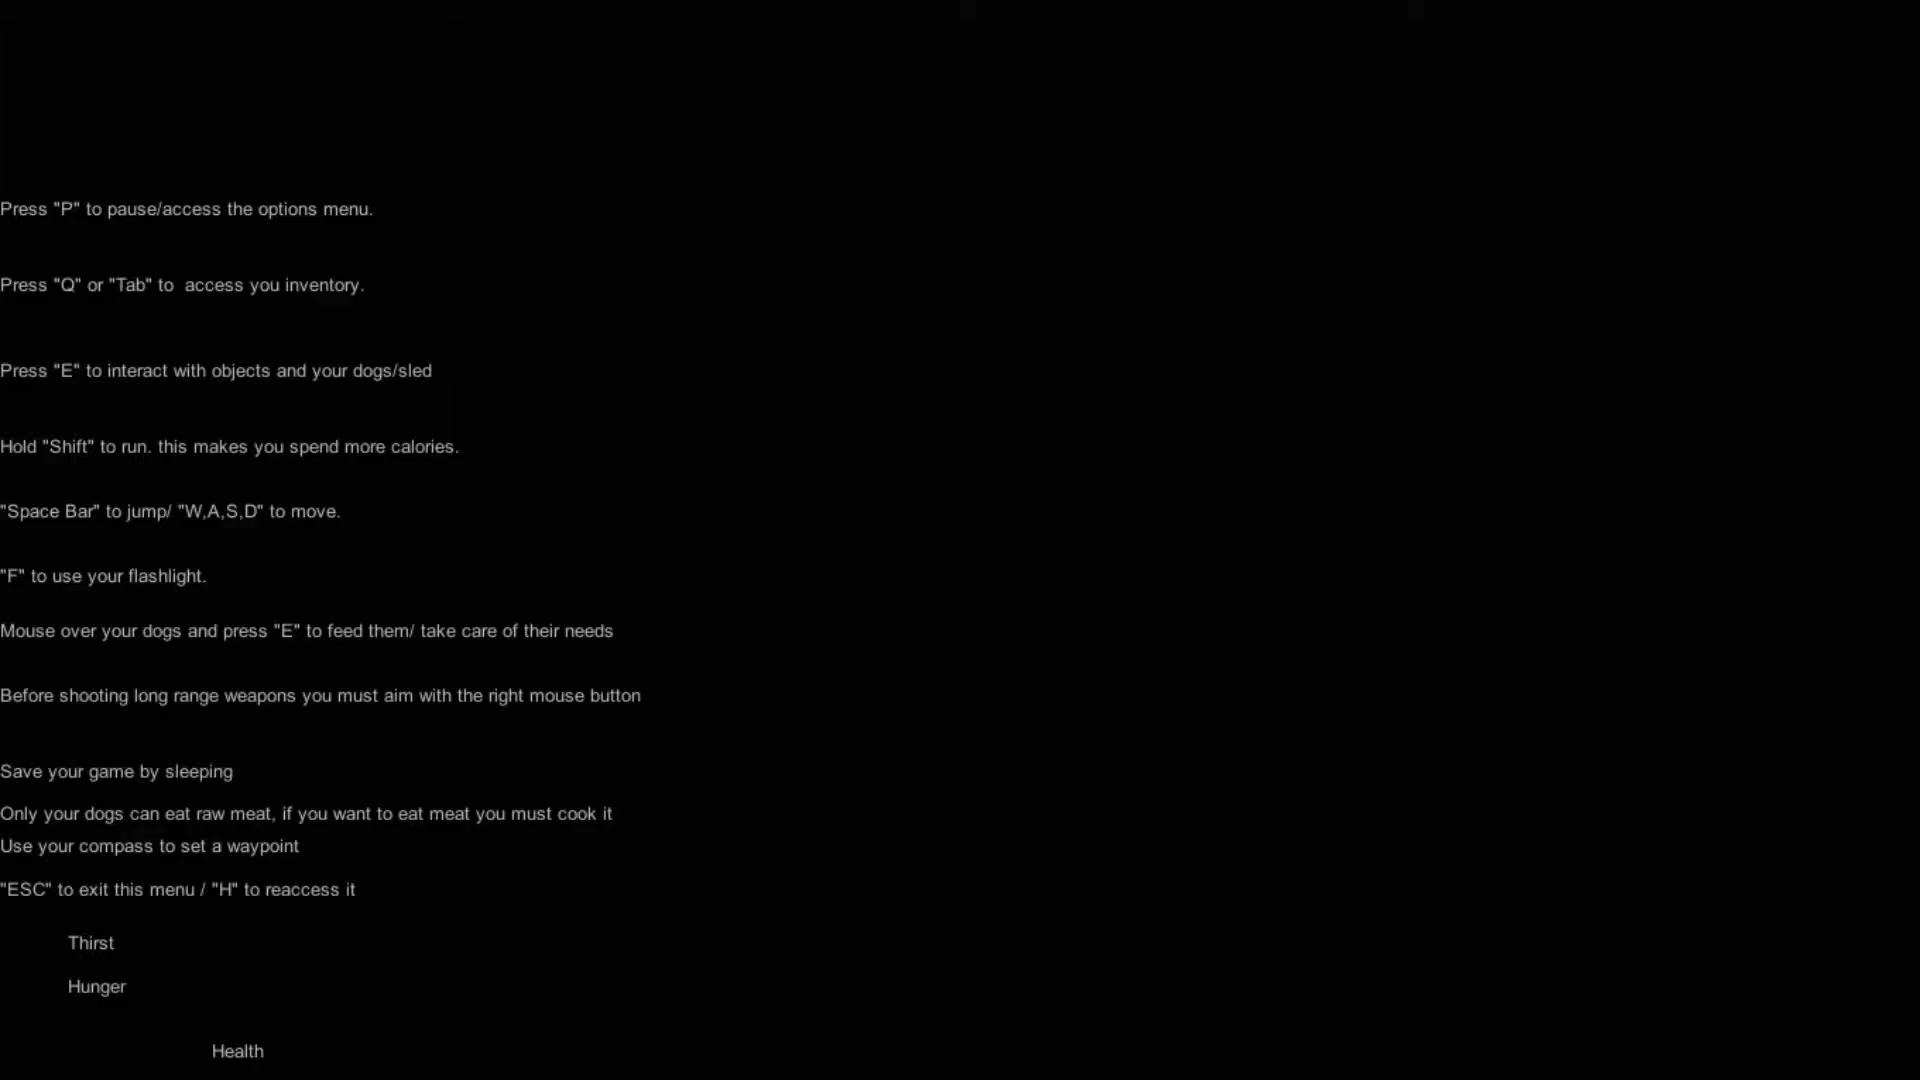 Press "P" to pause/access the options menu.
Press "Q" or "Tab" to  access you inventory.
Press "E" to interact with objects and your dogs/sled
Hold "Shift" to run. this makes you spend more calories.
"Space Bar" to jump/ "W,A,S,D" to move.
"F" to use your flashlight.
Mouse over your dogs and press "E" to feed them/ take care of their needs
Before shooting long range weapons you must aim with the right mouse button
Save your game by sleeping
Only your dogs can eat raw meat, if you want to eat meat you must cook it
Use your compass to set a waypoint
"ESC" to exit this menu / "H" to reaccess it
Thirst
Hunger
Health